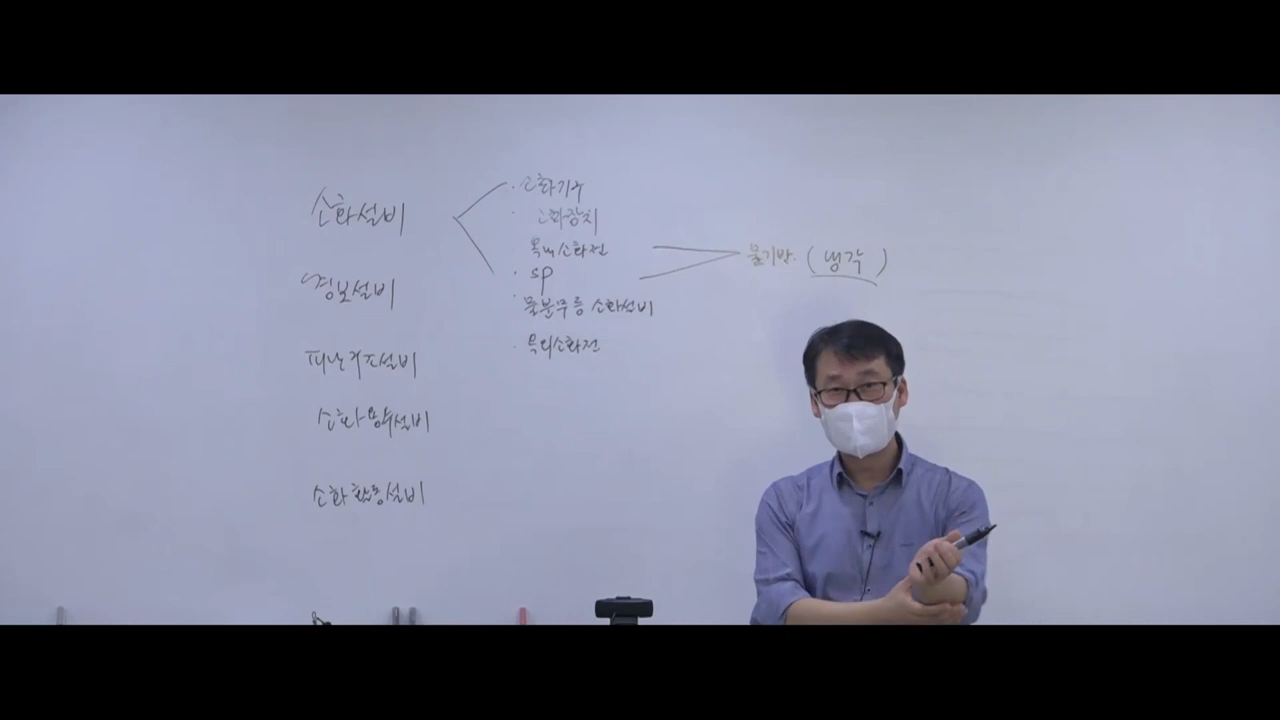 소화설비
경보설비
피난구조설비
소화용수설비
소화활동설비
· 소화기구
· 소화장치
옥내소화전
· SP
· 물분무등 소화설비
· 옥외소화전
물기반. (냉각)